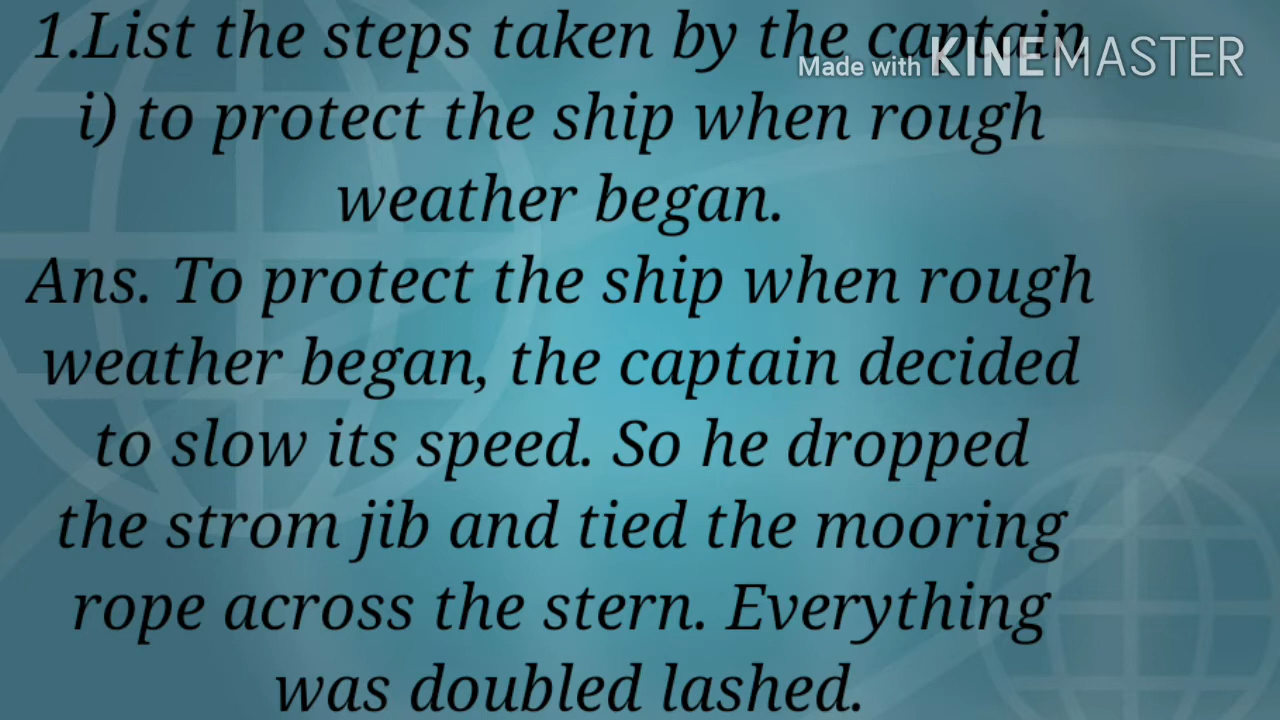 1.List the steps taken by the captain
Made with KINEMASTER
i) to protect the ship when rough
weather began.
Ans. To protect the ship when rough
weather began, the captain decided
to slow its speed. So he dropped
the strom jib and tied the mooring
rope across the stern. Everything
was doubled lashed.